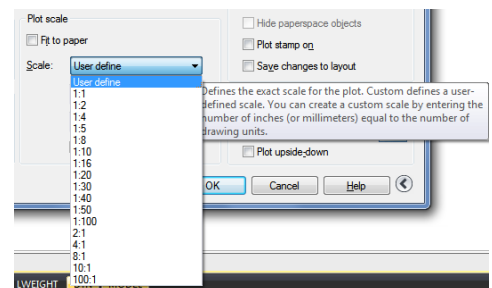 Plot scale
Fit to paper
Scale:
User define
User define
1:1
1:2
1:4
1:5
1:8
1:10
1:16
1:20
1:30
1:40
1:50
1:100
2:1
4:1
8:1
10:1
100:1
Hide paperspace objects
Plot stamp on
Save changes to layout
Defines the exact scale for the plot. Custom defines a user-
defined scale. You can create a custom scale by entering the
number of inches (or millimeters) equal to the number of
drawing units.
Plot upside-down
OK
Cancel
Help
LWEIGHT
MODEL